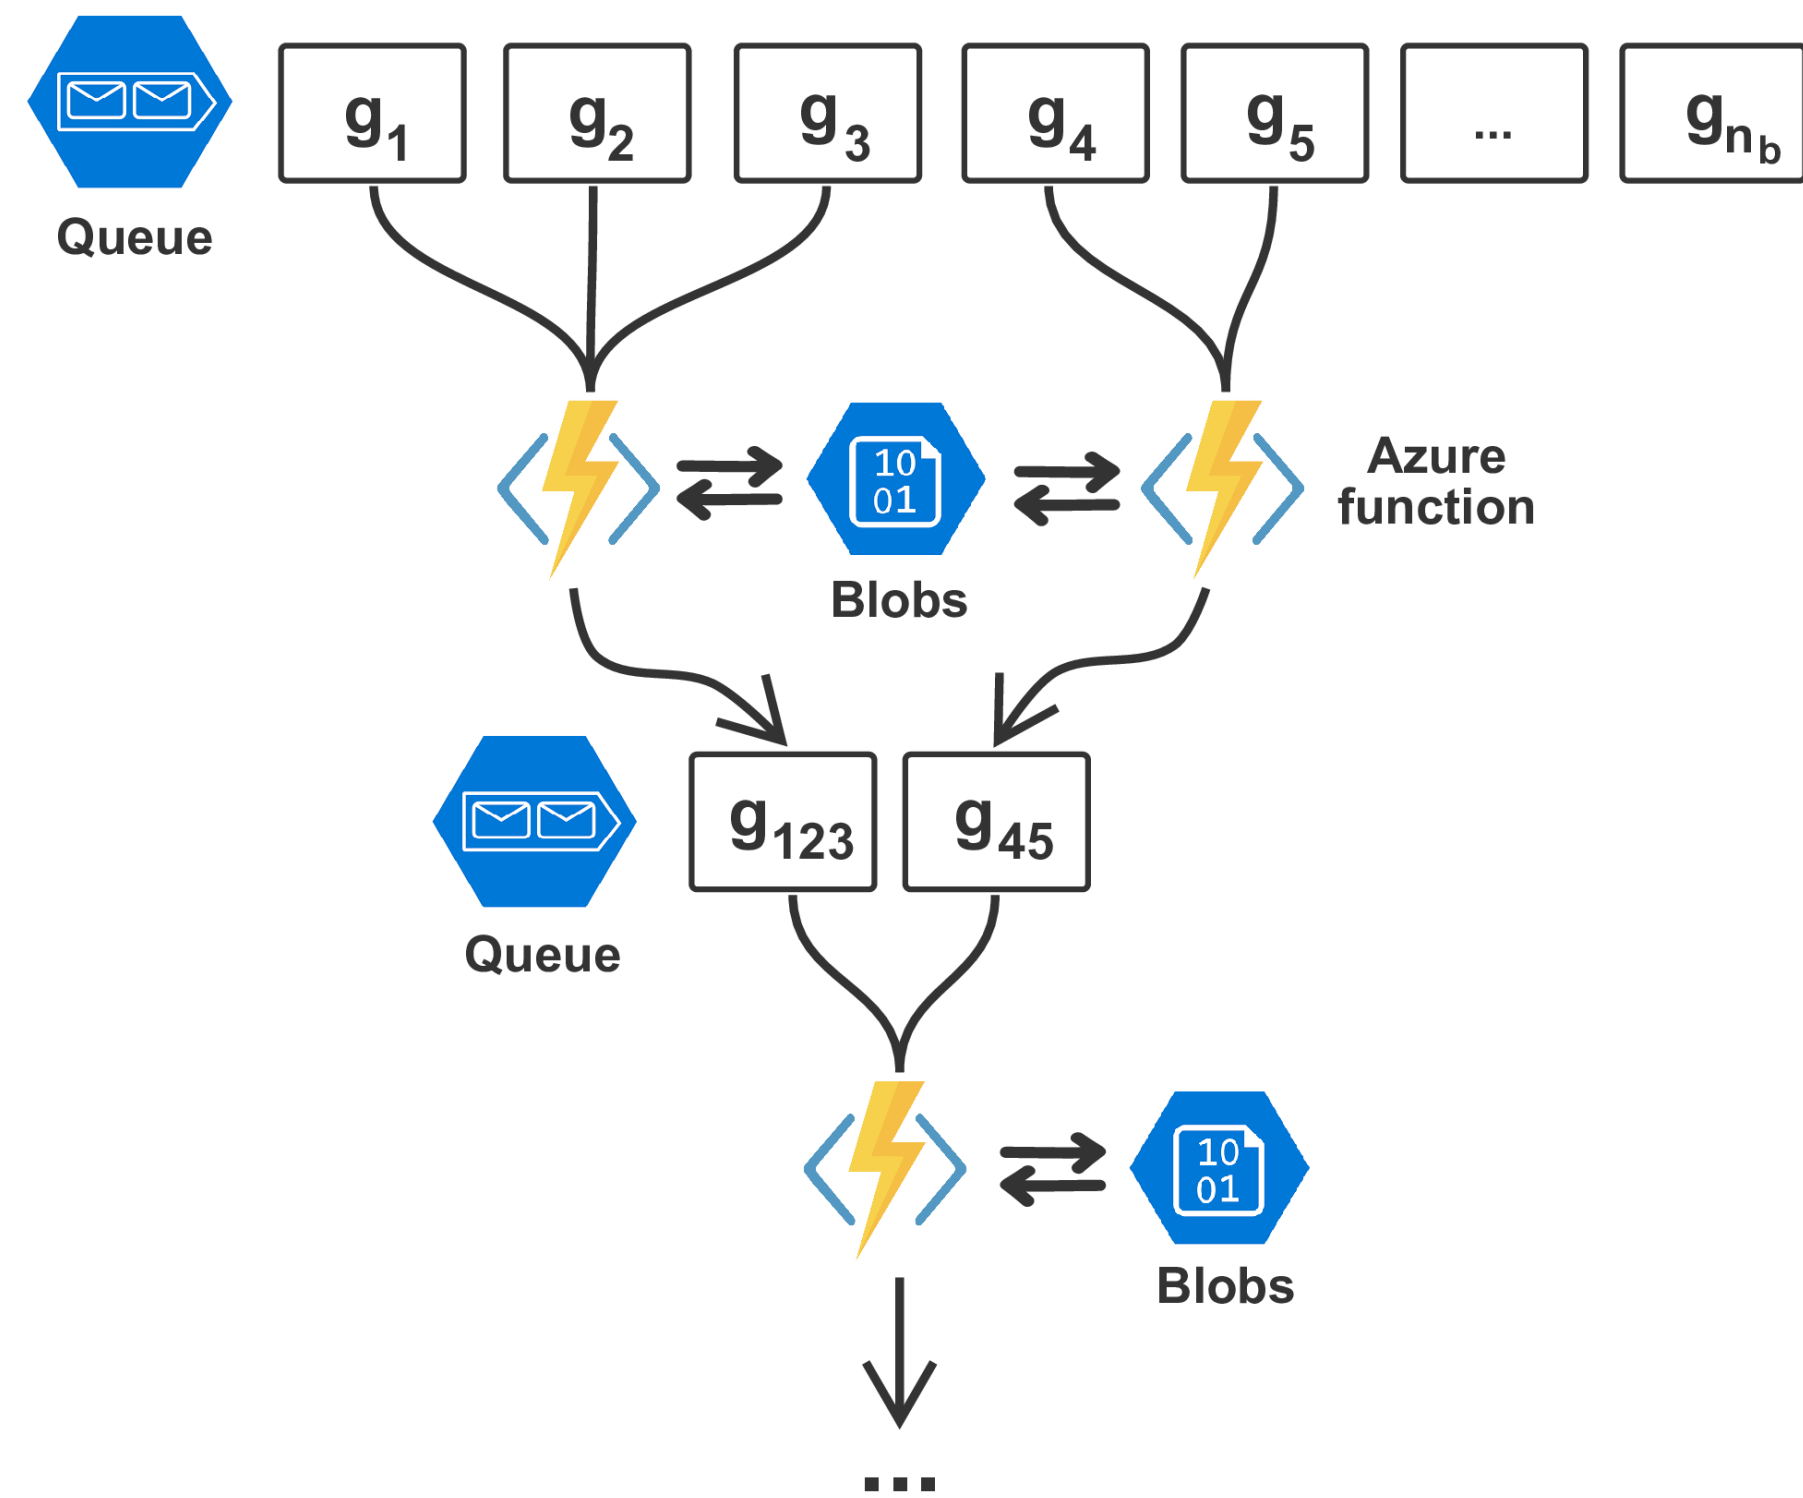 g1 g2 g3 g4 g5 ... gnb
Queue
10
01
Azure
function
Blobs
g123 g45
Queue
10
01
Blobs
...